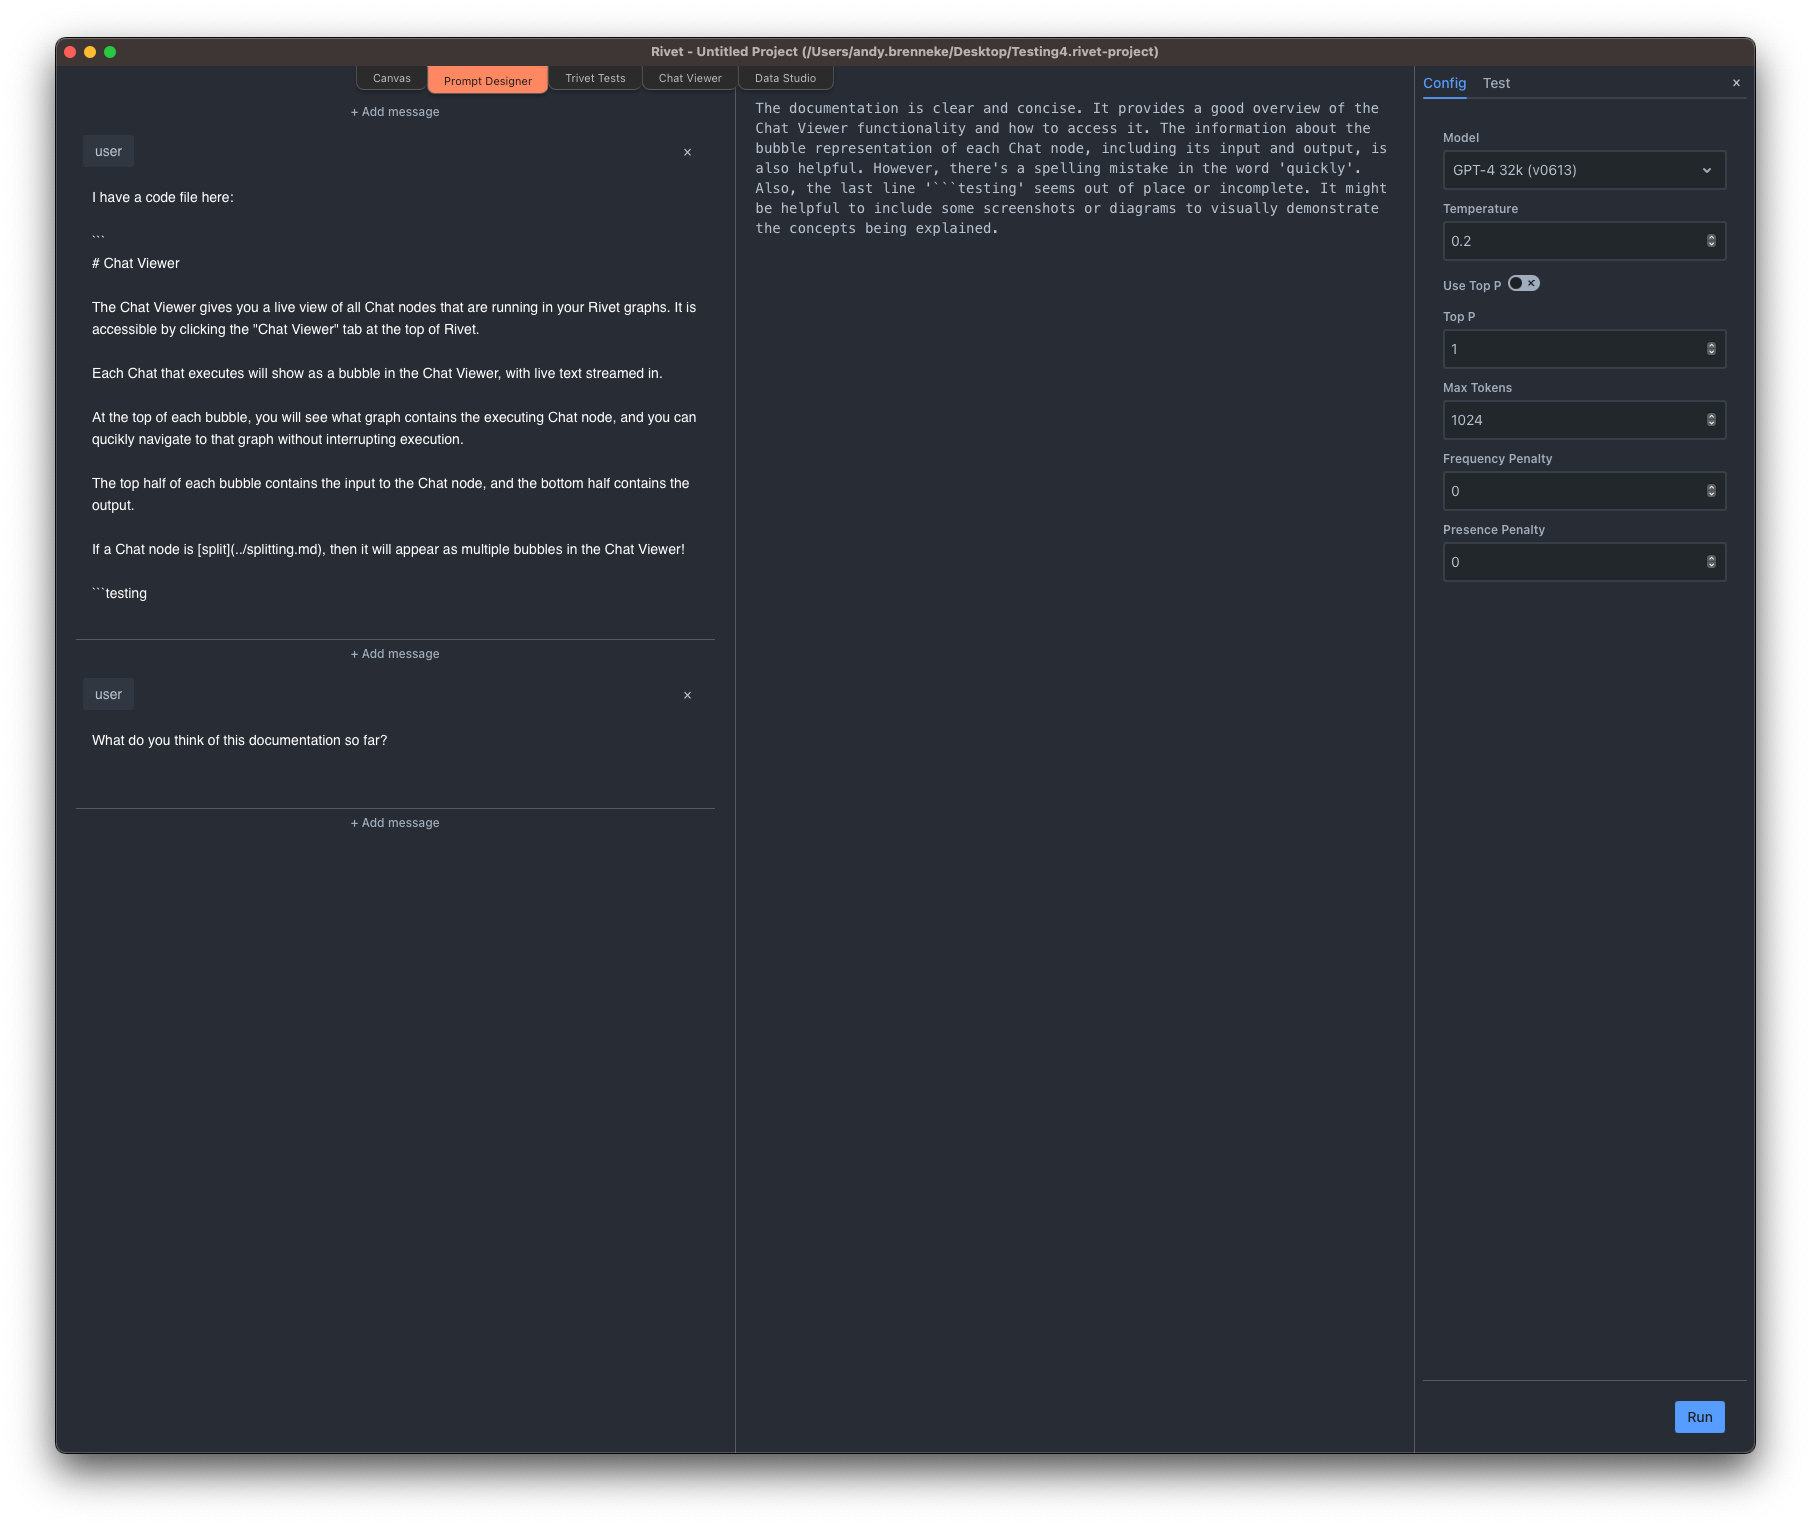 Rivet - Untitled Project (/Users/andy.brenneke/Desktop/Testing4.rivet-project)
Canvas
Prompt Designer
Trivet Tests
Chat Viewer
Data Studio
+ Add message
user
×
I have a code file here:
```
# Chat Viewer
The Chat Viewer gives you a live view of all Chat nodes that are running in your Rivet graphs. It is
accessible by clicking the "Chat Viewer" tab at the top of Rivet.
Each Chat that executes will show as a bubble in the Chat Viewer, with live text streamed in.
At the top of each bubble, you will see what graph contains the executing Chat node, and you can
qucikly navigate to that graph without interrupting execution.
The top half of each bubble contains the input to the Chat node, and the bottom half contains the
output.
If a Chat node is [split](../splitting.md), then it will appear as multiple bubbles in the Chat Viewer!
```testing
+ Add message
user
×
What do you think of this documentation so far?
+ Add message
The documentation is clear and concise. It provides a good overview of the
Chat Viewer functionality and how to access it. The information about the
bubble representation of each Chat node, including its input and output, is
also helpful. However, there's a spelling mistake in the word 'quickly'.
Also, the last line '```testing' seems out of place or incomplete. It might
be helpful to include some screenshots or diagrams to visually demonstrate
the concepts being explained.
Config
Test
×
Model
GPT-4 32k (v0613)
Temperature
0.2
Use Top P
Top P
1
Max Tokens
1024
Frequency Penalty
0
Presence Penalty
0
Run